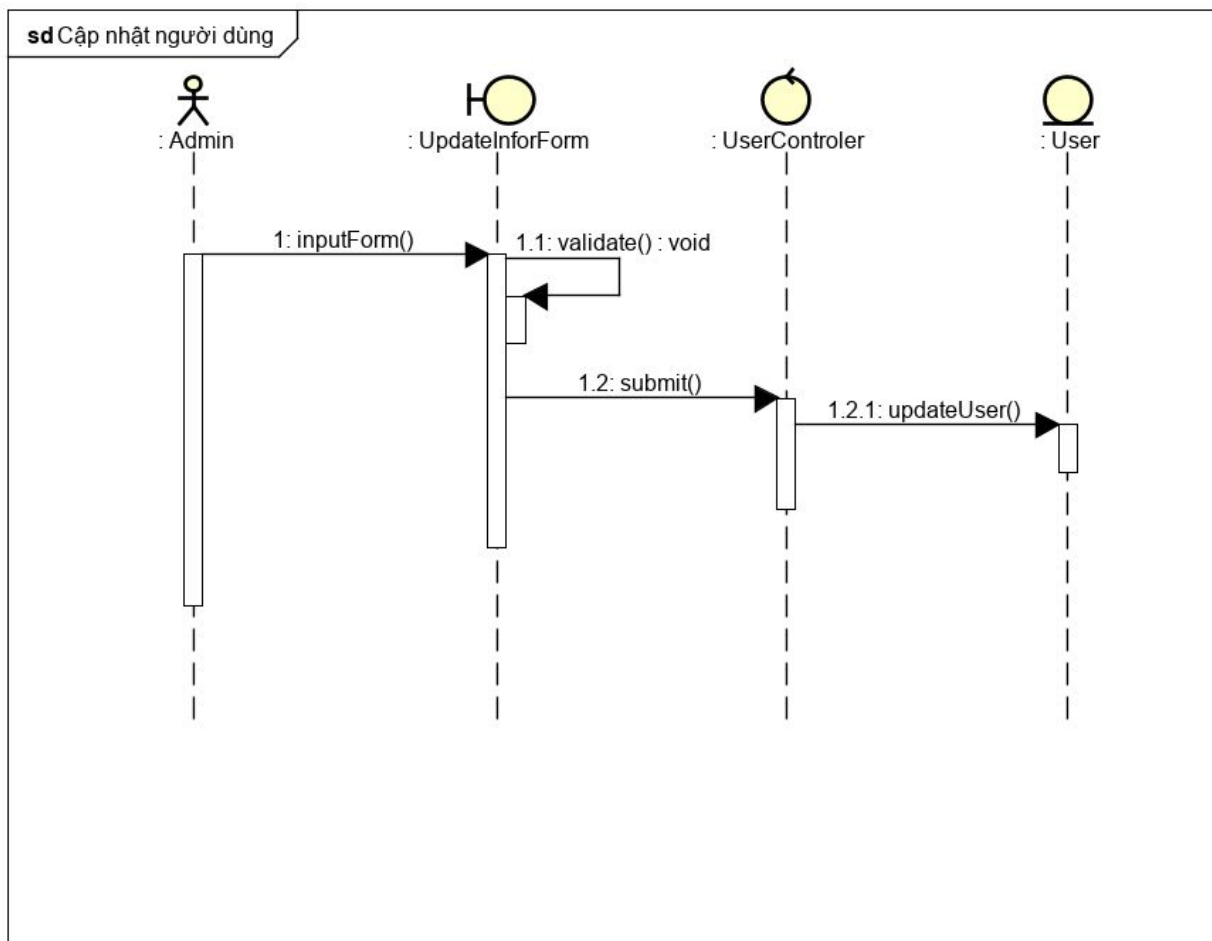 sd Cập nhật người dùng
: Admin
: UpdateInforForm
: UserControler
: User
1: inputForm()
1.1: validate() : void
1.2: submit()
1.2.1: updateUser()